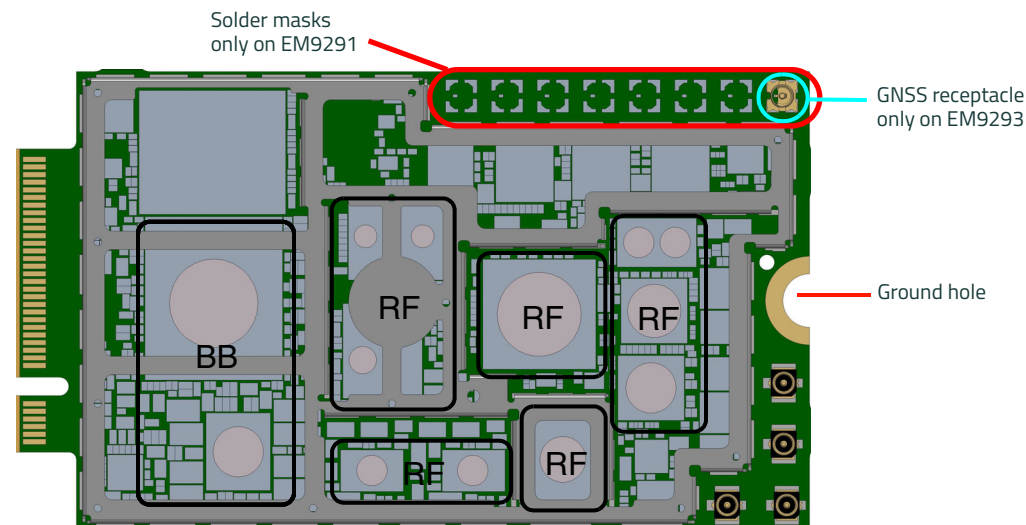 Solder masks
only on EM9291
GNSS receptacle
only on EM9293
Ground hole
RF
RF
RF
BB
RF
RF